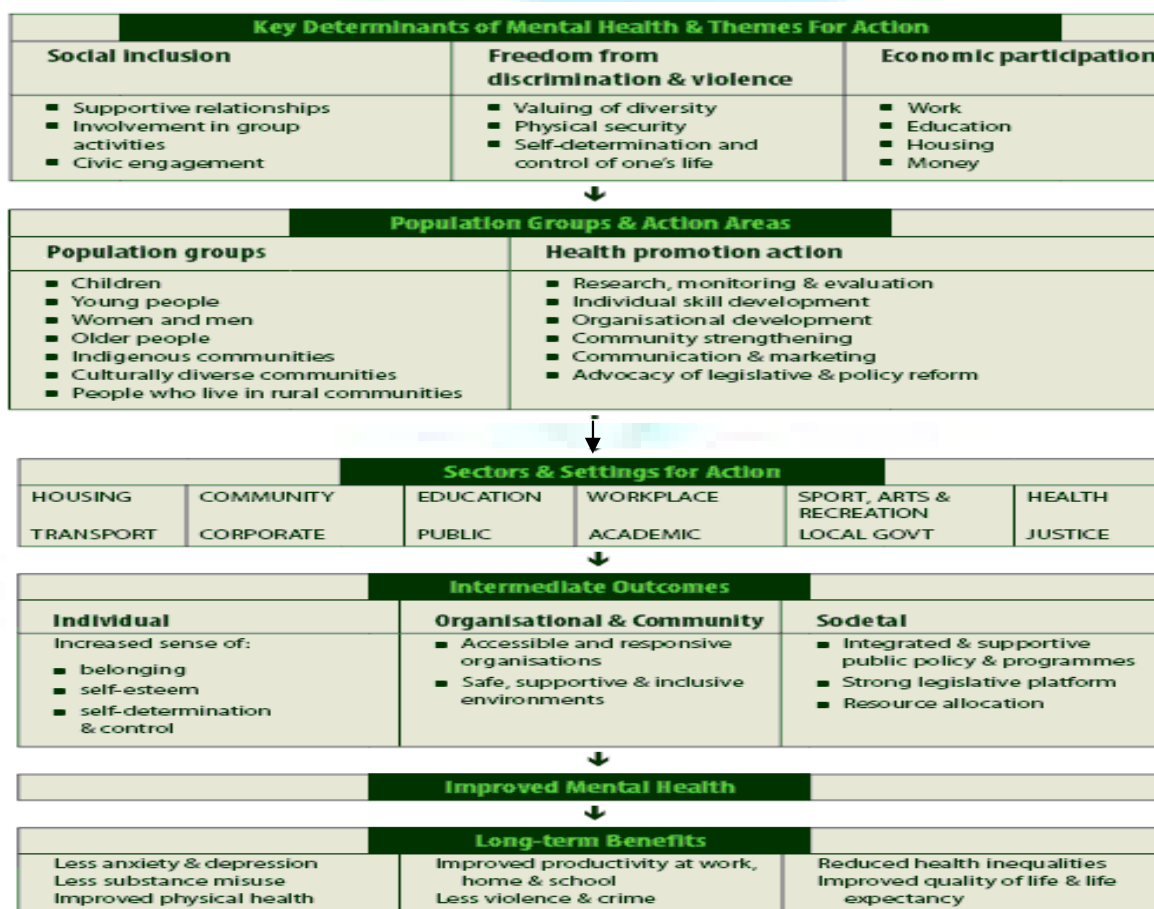 Key Determinants of Mental Health & Themes For Action
Social inclusion
■ Supportive relationships
■ Involvement in group
activities
■ Civic engagement
Freedom from
discrimination & violence
■ Valuing of diversity
■ Physical security
■ Self-determination and
control of one's life
Economic participation
■ Work
■ Education
■ Housing
■ Money
Population Groups & Action Areas
Population groups
■ Children
■ Young people
■ Women and men
■ Older people
■ Indigenous communities
■ Culturally diverse communities
■ People who live in rural communities
Health promotion action
■ Research, monitoring & evaluation
■ Individual skill development
■ Organisational development
■ Community strengthening
■ Communication & marketing
■ Advocacy of legislative & policy reform
Sectors & Settings for Action
HOUSING
TRANSPORT
COMMUNITY
CORPORATE
EDUCATION
PUBLIC
WORKPLACE
ACADEMIC
SPORT, ARTS &
RECREATION
LOCAL GOVT
HEALTH
JUSTICE
Intermediate Outcomes
Individual
Increased sense of:
■ belonging
■ self-esteem
■ self-determination
& control
Organisational & Community
■ Accessible and responsive
organisations
■ Safe, supportive & inclusive
environments
Societal
■ Integrated & supportive
public policy & programmes
■ Strong legislative platform
■ Resource allocation
Improved Mental Health
Long-term Benefits
Less anxiety & depression
Less substance misuse
Improved physical health
Improved productivity at work,
home & school
Less violence & crime
Reduced health inequalities
Improved quality of life & life
expectancy